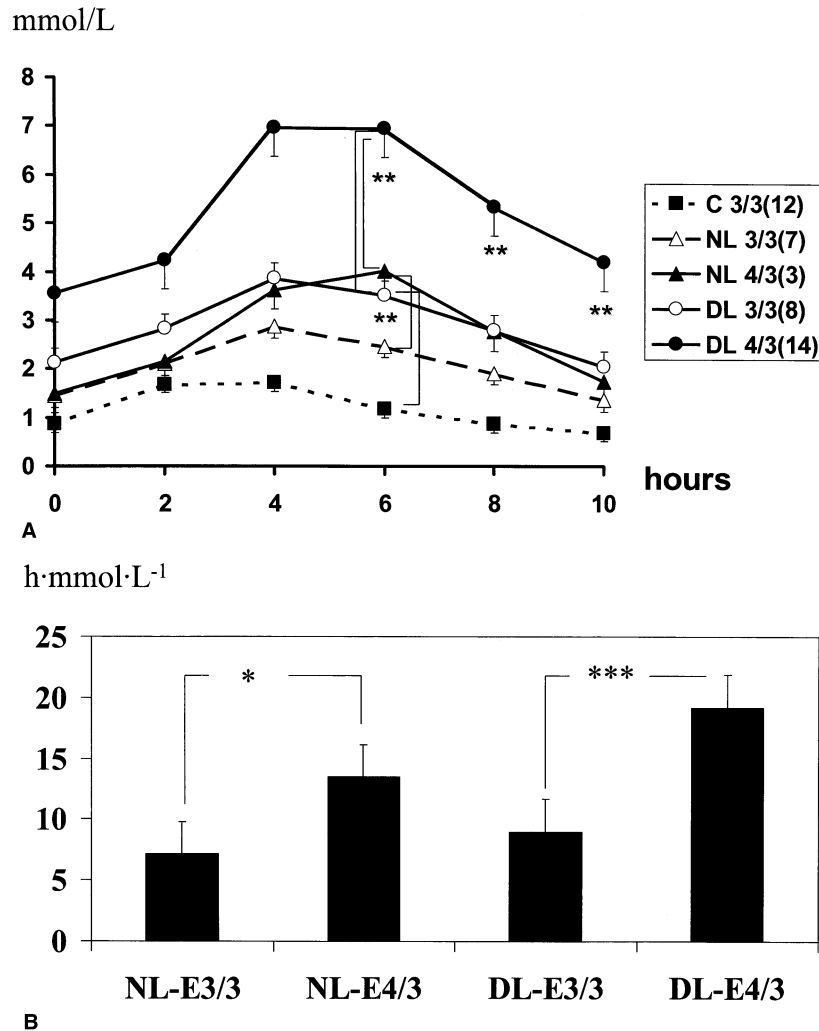 mmol/L
8
7
6
5
4
3
2
1
0
**
**
**
**
0 2 4 6 8 10
hours
C 3/3(12)
NL 3/3(7)
NL 4/3(3)
DL 3/3(8)
DL 4/3(14)
A
h·mmol·L-1
25
20
15
10
5
0
* ***
NL-E3/3 NL-E4/3 DL-E3/3 DL-E4/3
B